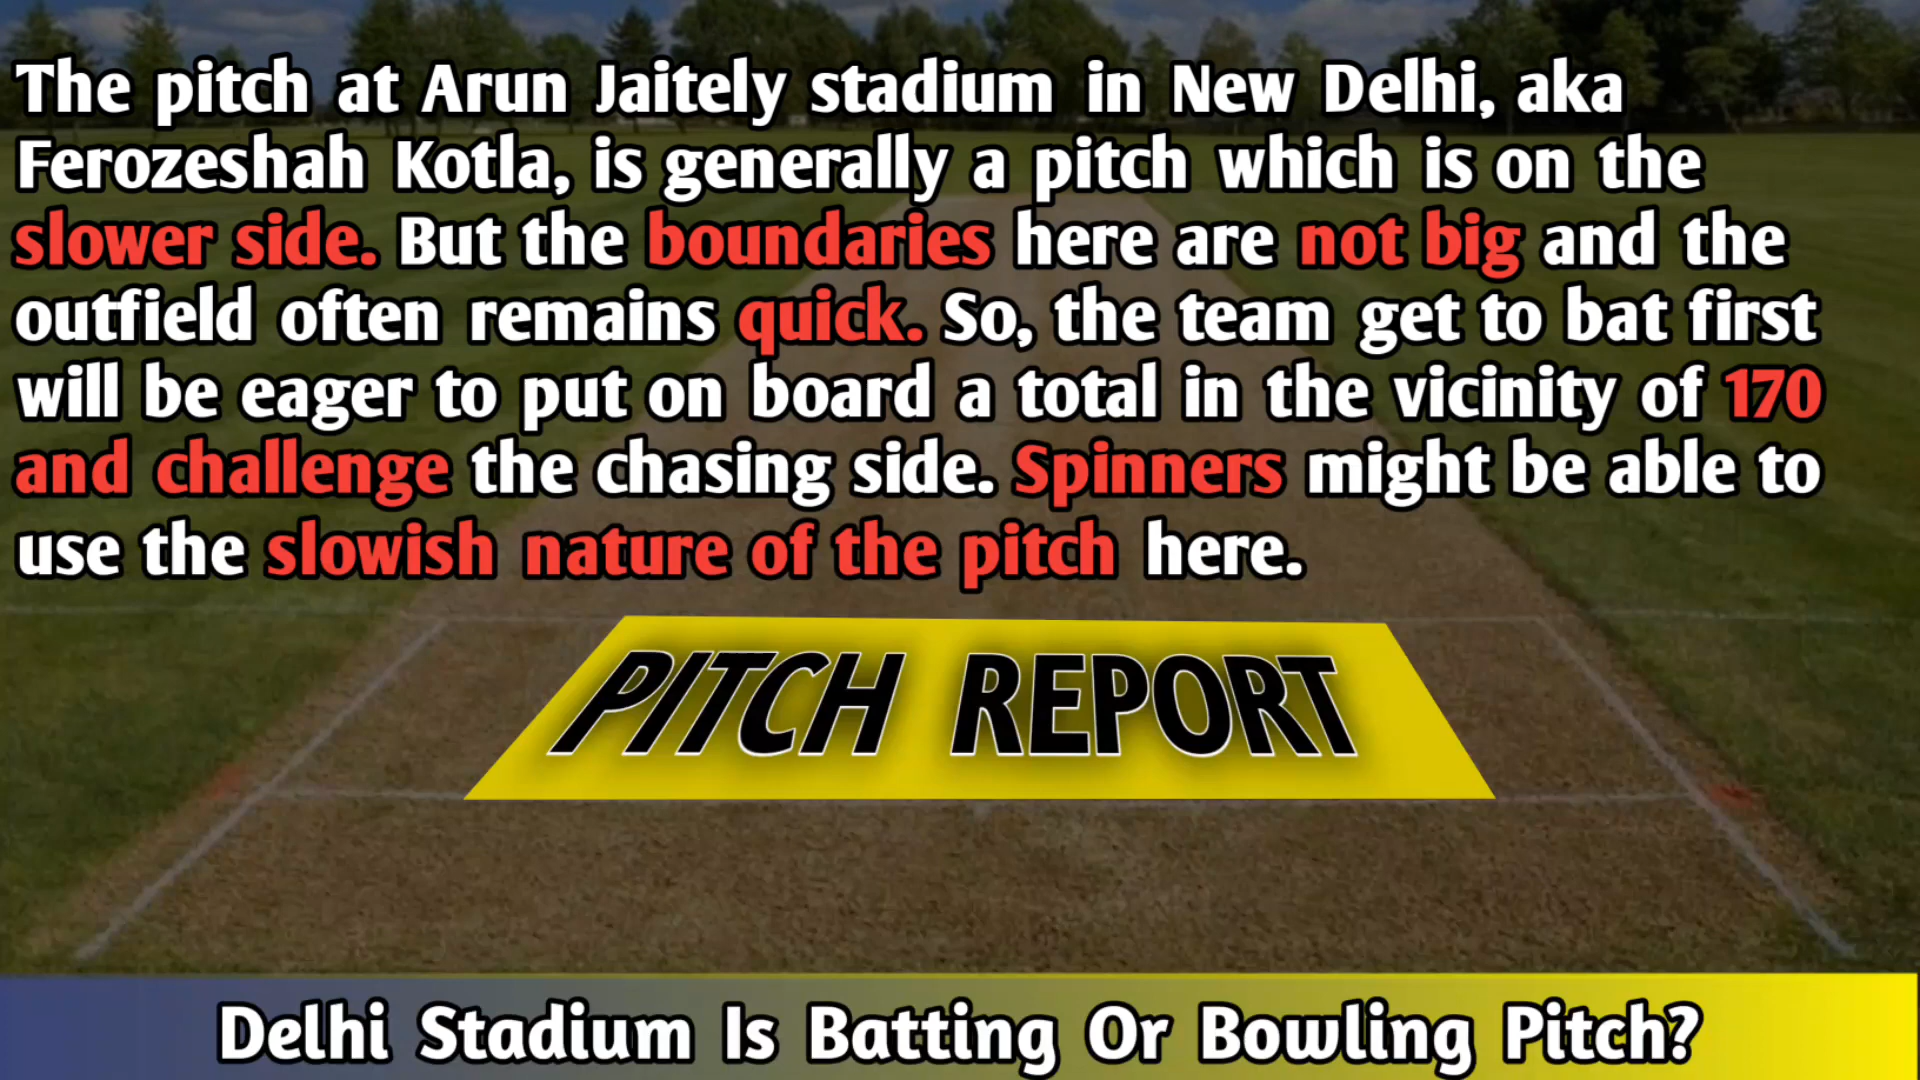 The pitch at Arun Jaitely stadium in New Delhi, aka
Ferozeshah Kotla, is generally a pitch which is on the
slower side. But the boundaries here are not big and the
outfield often remains quick. So, the team get to bat first
will be eager to put on board a total in the vicinity of 170
and challenge the chasing side. Spinners might be able to
use the slowish nature of the pitch here.
PITCH REPORT
Delhi Stadium Is Batting Or Bowling Pitch?